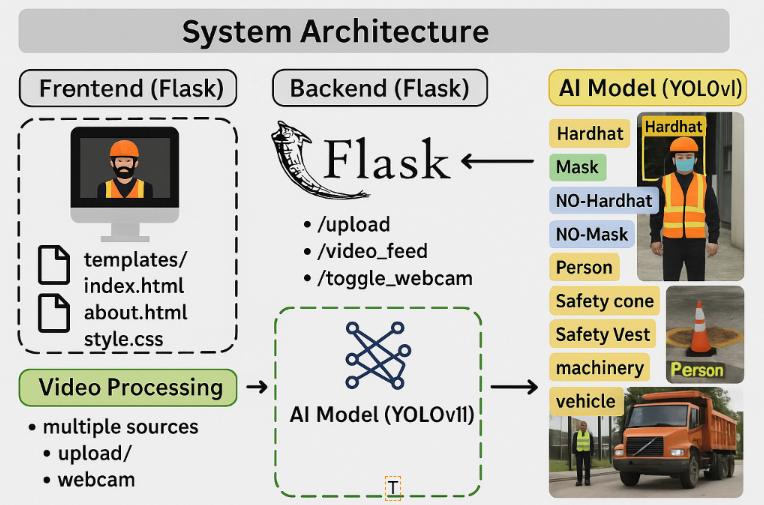 System Architecture
Frontend (Flask)
templates/
index.html
about.html
style.css
Backend (Flask)
Flask
• /upload
• /video_feed
• /toggle_webcam
AI Model (YOLOvl)
Hardhat
Hardhat
Mask
NO-Hardhat
NO-Mask
Person
Safety cone
Safety Vest
Person
machinery
vehicle
Video Processing
• multiple sources
• upload/
• webcam
AI Model (YOLOv11)
T